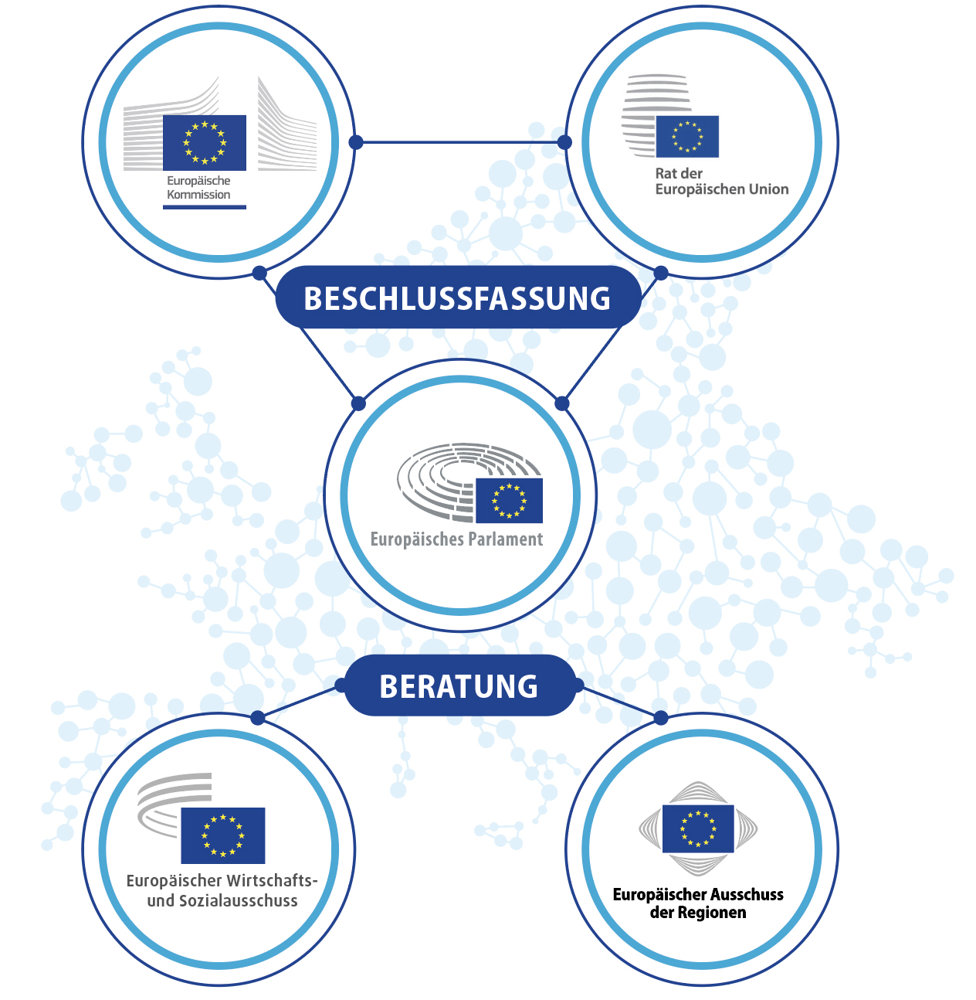 Europäische
Kommission
Rat der
Europäischen Union
BESCHLUSSFASSUNG
Europäisches Parlament
BERATUNG
Europäischer Wirtschafts-
und Sozialausschuss
Europäischer Ausschuss
der Regionen